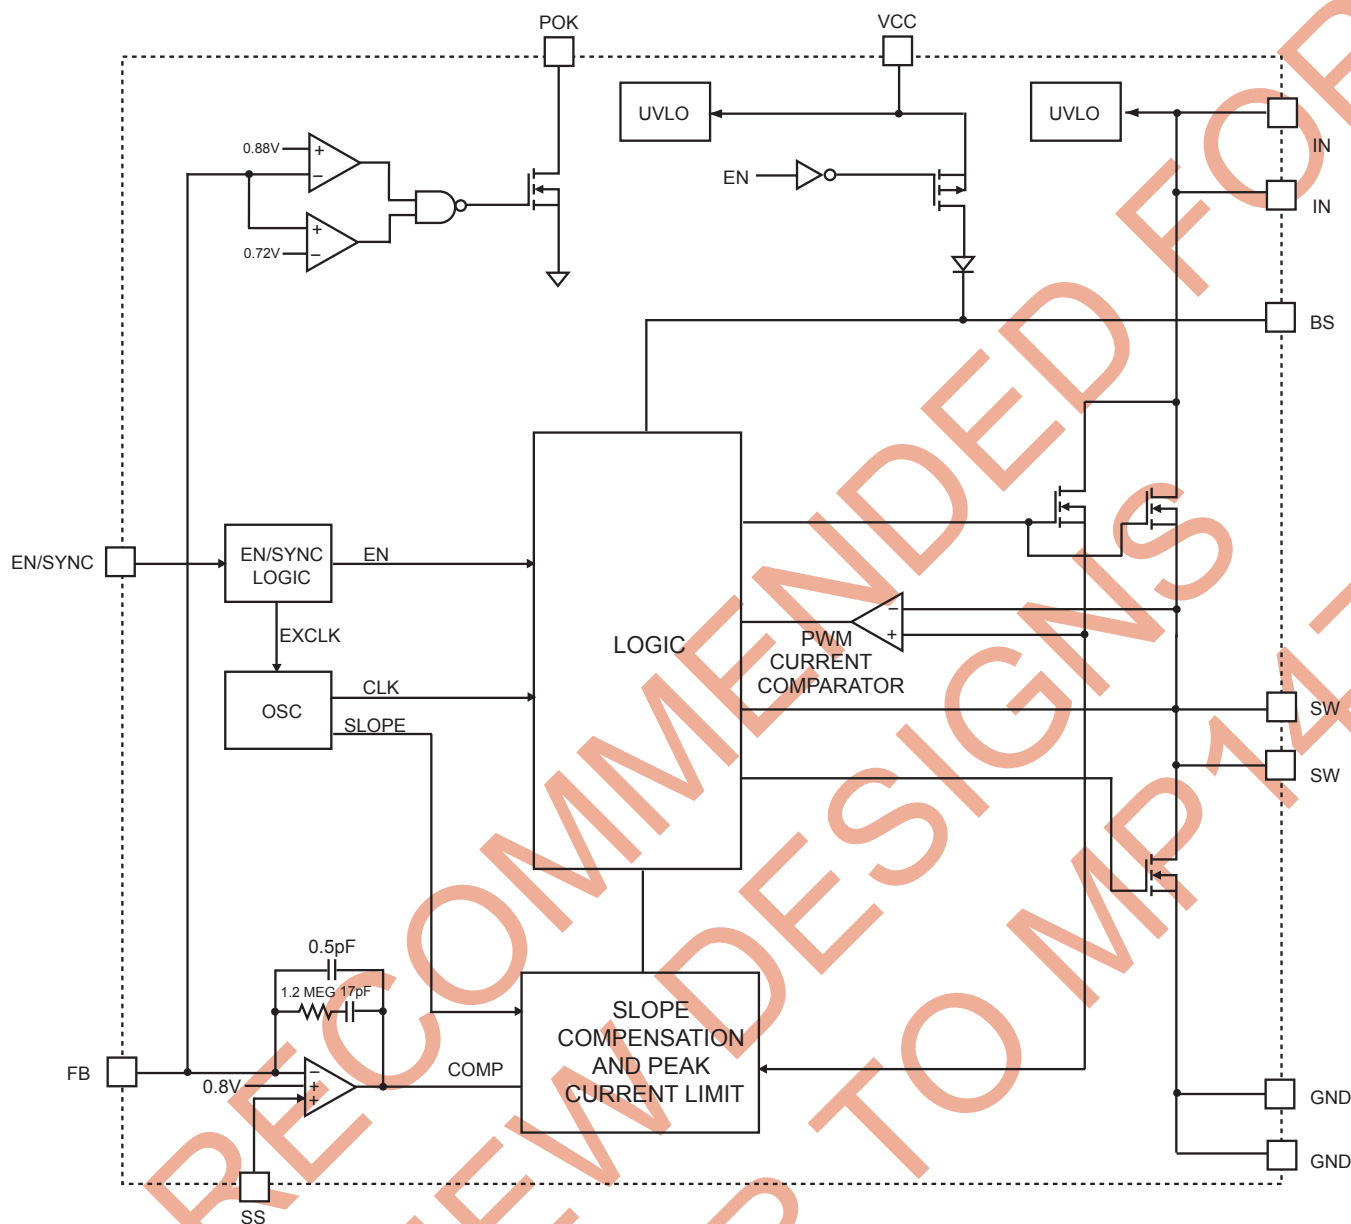 POK
VCC
UVLO
UVLO
IN
IN
0.88V
+
−
EN
+
0.72V
−
BS
EN/SYNC
EN/SYNC
LOGIC
EN
EXCLK
LOGIC
−
+
PWM
CURRENT
COMPARATOR
OSC
CLK
SLOPE
SW
SW
0.5pF
1.2 MEG 17pF
SLOPE
COMPENSATION
AND PEAK
CURRENT LIMIT
FB
0.8V
−
+
+
COMP
GND
GND
SS
RECOMMENDED FOR
NEW DESIGNS
TO MP14